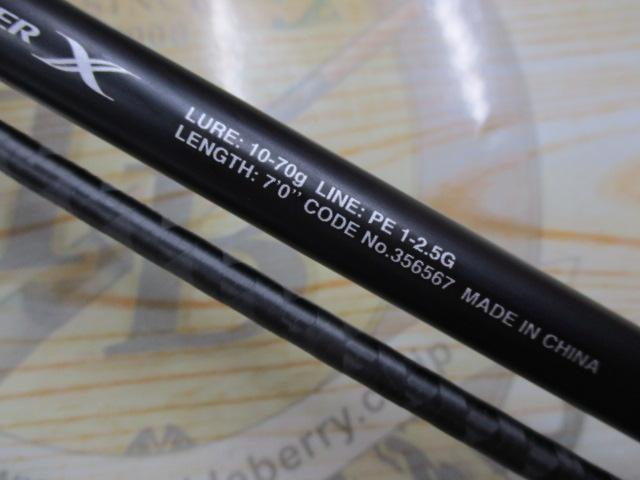 ER X
LURE: 10-70g LINE: PE 1-2.5G
LENGTH: 7'0" CODE No.356567 MADE IN CHINA